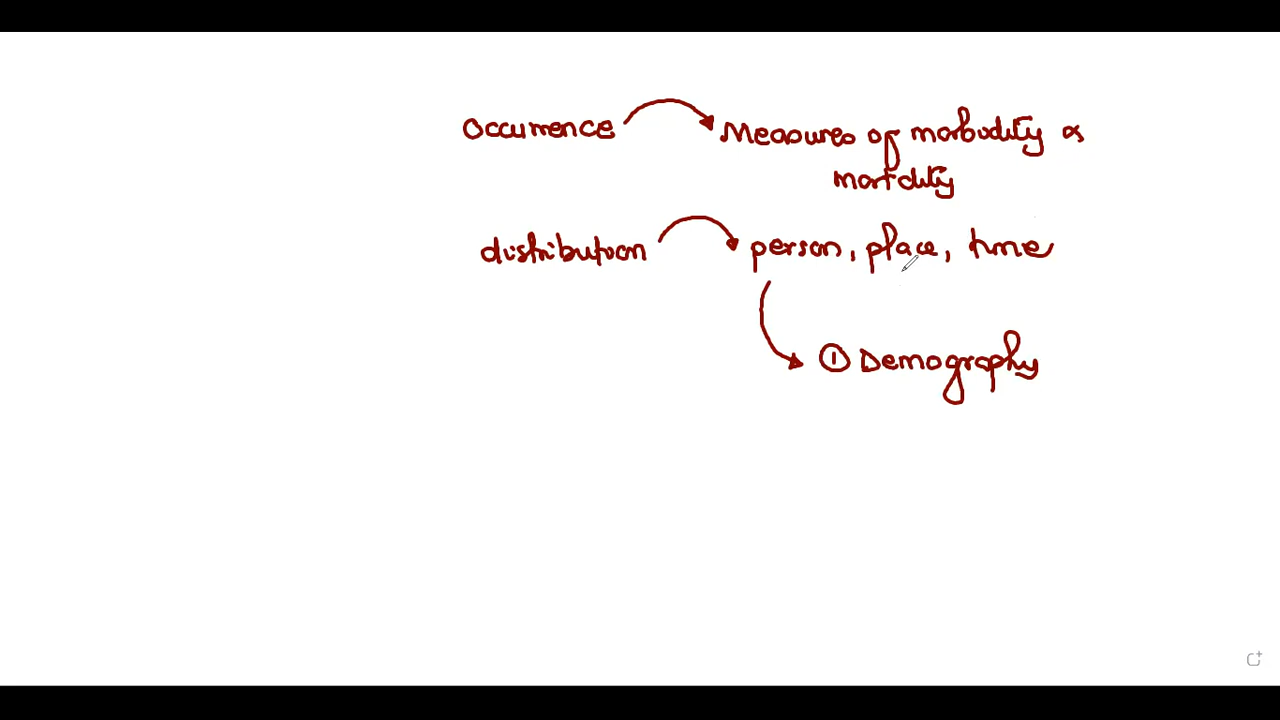 Occurrence Measures of morbidity &
mortality
distribution person, place, time
① Demography